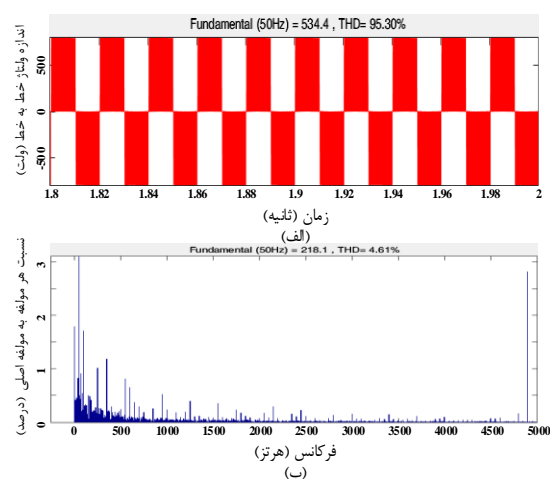 Fundamental (50Hz) = 534.4 , THD= 95.30%
اندازه ولتاژ خط به خط (ولت)
500
0
-500
1.8 1.82 1.84 1.86 1.88 1.9 1.92 1.94 1.96 1.98 2
زمان (ثانیه)
(الف)
Fundamental (50Hz) = 218.1 , THD= 4.61%
نسبت هر مولفه به مولفه اصلی (درصد)
3
2
1
0
0 500 1000 1500 2000 2500 3000 3500 4000 4500 5000
فرکانس (هرتز)
(ب)